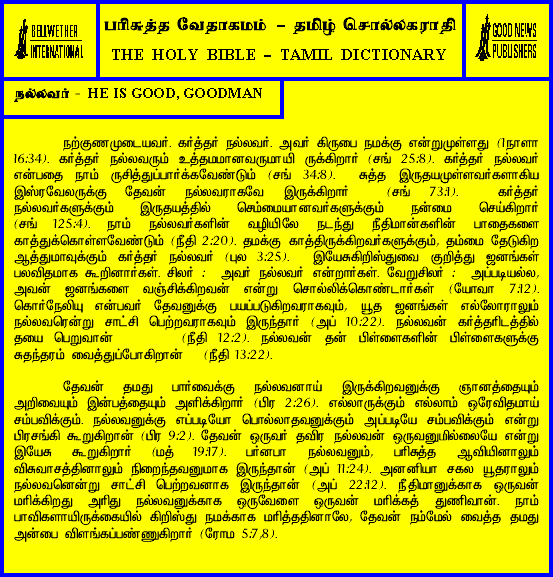 BELLWETHER
INTERNATIONAL
பரிசுத்த வேதாகமம் – தமிழ் சொல்லகராதி
THE HOLY BIBLE – TAMIL DICTIONARY
GOOD NEWS
PUBLISHERS
நல்லவர் - HE IS GOOD, GOODMAN
நற்குணமுடையவர். கர்த்தர் நல்லவர். அவர் கிருபை நமக்கு என்றுமுள்ளது (1நாளா
16:34). கர்த்தர் நல்லவரும் உத்தமமானவருமாயி ருக்கிறார் (சங் 25:8). கர்த்தர் நல்லவர்
என்பதை நாம் ருசித்துப்பார்க்கவேண்டும் (சங் 34:8). சுத்த இருதயமுள்ளவர்களாகிய
இஸ்ரவேலருக்கு தேவன் நல்லவராகவே இருக்கிறார் (சங் 73:1). கர்த்தர்
நல்லவர்களுக்கும் இருதயத்தில் செம்மையானவர்களுக்கும் நன்மை செய்கிறார்
(சங் 125:4). நாம் நல்லவர்களின் வழியிலே நடந்து நீதிமான்களின் பாதைகளை
காத்துக்கொள்ளவேண்டும் (நீதி 2:20). தமக்கு காத்திருக்கிறவர்களுக்கும், தம்மை தேடுகிற
ஆத்துமாவுக்கும் கர்த்தர் நல்லவர் (புல 3:25). இயேசுகிறிஸ்துவை குறித்து ஜனங்கள்
பலவிதமாக கூறினார்கள். சிலர் : அவர் நல்லவர் என்றார்கள். வேறுசிலர் : அப்படியல்ல,
அவன் ஜனங்களை வஞ்சிக்கிறவன் என்று சொல்லிக்கொண்டார்கள் (யோவா 7:12).
கொர்நேலியு என்பவர் தேவனுக்கு பயப்படுகிறவராகவும், யூத ஜனங்கள் எல்லோராலும்
நல்லவரென்று சாட்சி பெற்றவராகவும் இருந்தார் (அப் 10:22). நல்லவன் கர்த்தரிடத்தில்
தயை பெறுவான் (நீதி 12:2). நல்லவன் தன் பிள்ளைகளின் பிள்ளைகளுக்கு
சுதந்தரம் வைத்துப்போகிறான் (நீதி 13:22).
தேவன் தமது பார்வைக்கு நல்லவனாய் இருக்கிறவனுக்கு ஞானத்தையும்
அறிவையும் இன்பத்தையும் அளிக்கிறார் (பிர 2:26). எல்லாருக்கும் எல்லாம் ஒரேவிதமாய்
சம்பவிக்கும். நல்லவனுக்கு எப்படியோ பொல்லாதவனுக்கும் அப்படியே சம்பவிக்கும் என்று
பிரசங்கி கூறுகிறான் (பிர 9:2). தேவன் ஒருவர் தவிர நல்லவன் ஒருவனுமில்லையே என்று
இயேசு கூறுகிறார் (மத் 19:17). பர்னபா நல்லவனும், பரிசுத்த ஆவியினாலும்
விசுவாசத்தினாலும் நிறைந்தவனுமாக இருந்தான் (அப் 11:24). அனனியா சகல யூதராலும்
நல்லவனென்று சாட்சி பெற்றவனாக இருந்தான் (அப் 22:12). நீதிமானுக்காக ஒருவன்
மரிக்கிறது அரிது நல்லவனுக்காக ஒருவேளை ஒருவன் மரிக்கத் துணிவான். நாம்
பாவிகளாயிருக்கையில் கிறிஸ்து நமக்காக மரித்ததினாலே, தேவன் நம்மேல் வைத்த தமது
அன்பை விளங்கப்பண்ணுகிறார் (ரோம 5:7,8).